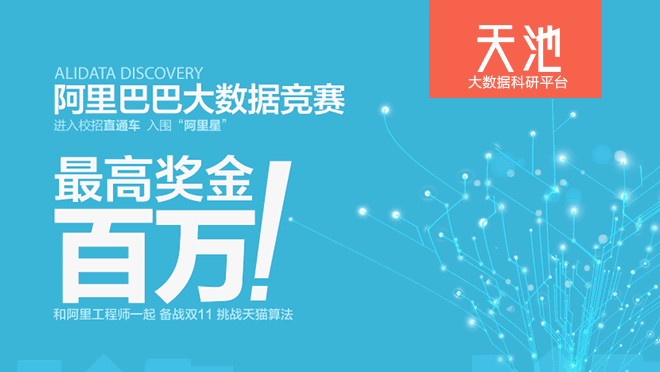 天池
大数据科研平台
ALIDATA DISCOVERY
阿里巴巴大数据竞赛
进入校招直通车 入围“阿里星”
最高奖金
百万!
和阿里工程师一起 备战双11 挑战天猫算法